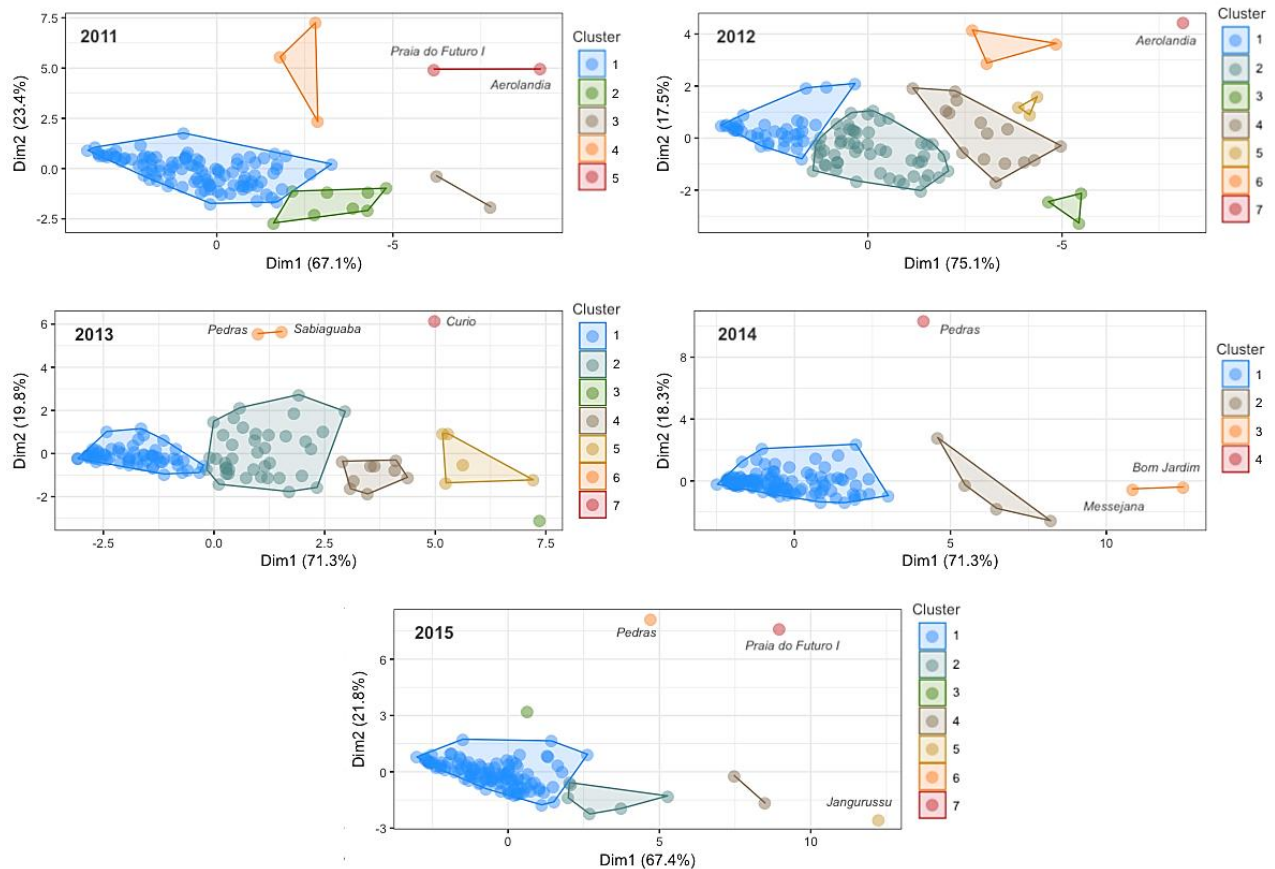 2011
Praia do Futuro I
Aerolandia
7.5
5.0
2.5
0.0
-2.5
Dim2 (23.4%)
0
-5
Dim1 (67.1%)
Cluster
1
2
3
4
5
2012
Aerolandia
4
2
0
-2
Dim2 (17.5%)
0
-5
Dim1 (75.1%)
Cluster
1
2
3
4
5
6
7
2013
Pedras
Sabiaguaba
Curio
6
4
2
0
-2
Dim2 (19.8%)
-2.5
0.0
2.5
5.0
7.5
Dim1 (71.3%)
Cluster
1
2
3
4
5
6
7
2014
Pedras
Bom Jardim
Messejana
8
4
0
Dim2 (18.3%)
0
5
10
Dim1 (71.3%)
Cluster
1
2
3
4
2015
Pedras
Praia do Futuro I
Jangurussu
6
3
0
-3
Dim2 (21.8%)
0
5
10
Dim1 (67.4%)
Cluster
1
2
3
4
5
6
7